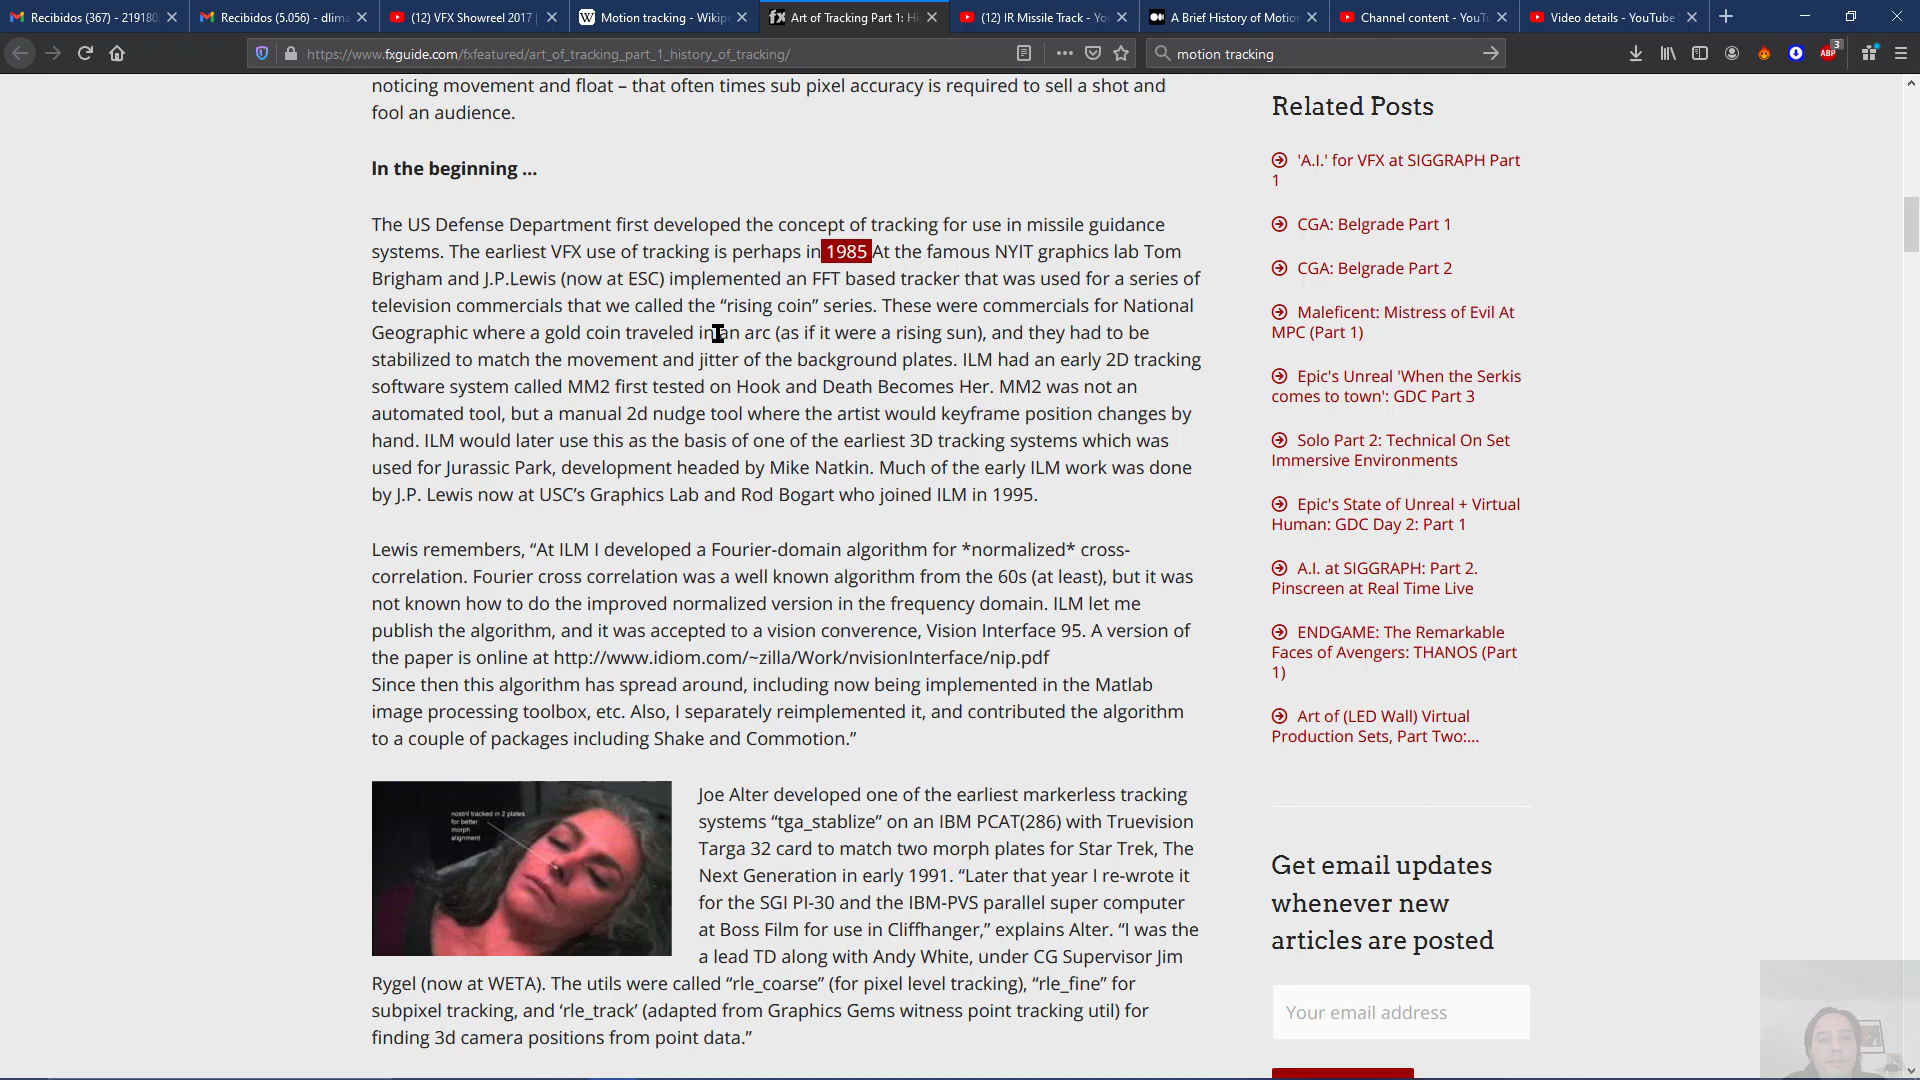 Recibidos (367) - 219180
Recibidos (5.056) - dlima
(12) VFX Showreel 2017
Motion tracking - Wikip
Art of Tracking Part 1: Hi
(12) IR Missile Track - Yo
A Brief History of Motion
Channel content - YouT
Video details - YouTube
https://www.fxguide.com/fxfeatured/art_of_tracking_part_1_history_of_tracking/
motion tracking
ABP
3
noticing movement and float – that often times sub pixel accuracy is required to sell a shot and
fool an audience.
In the beginning …
The US Defense Department first developed the concept of tracking for use in missile guidance
systems. The earliest VFX use of tracking is perhaps in 1985 At the famous NYIT graphics lab Tom
Brigham and J.P.Lewis (now at ESC) implemented an FFT based tracker that was used for a series of
television commercials that we called the “rising coin” series. These were commercials for National
Geographic where a gold coin traveled in an arc (as if it were a rising sun), and they had to be
stabilized to match the movement and jitter of the background plates. ILM had an early 2D tracking
software system called MM2 first tested on Hook and Death Becomes Her. MM2 was not an
automated tool, but a manual 2d nudge tool where the artist would keyframe position changes by
hand. ILM would later use this as the basis of one of the earliest 3D tracking systems which was
used for Jurassic Park, development headed by Mike Natkin. Much of the early ILM work was done
by J.P. Lewis now at USC’s Graphics Lab and Rod Bogart who joined ILM in 1995.
Lewis remembers, “At ILM I developed a Fourier-domain algorithm for *normalized* cross-
correlation. Fourier cross correlation was a well known algorithm from the 60s (at least), but it was
not known how to do the improved normalized version in the frequency domain. ILM let me
publish the algorithm, and it was accepted to a vision converence, Vision Interface 95. A version of
the paper is online at http://www.idiom.com/~zilla/Work/nvisionInterface/nip.pdf
Since then this algorithm has spread around, including now being implemented in the Matlab
image processing toolbox, etc. Also, I separately reimplemented it, and contributed the algorithm
to a couple of packages including Shake and Commotion.”
nostril tracked in 2 plates
for better
morph
alignment
Joe Alter developed one of the earliest markerless tracking
systems “tga_stablize” on an IBM PCAT(286) with Truevision
Targa 32 card to match two morph plates for Star Trek, The
Next Generation in early 1991. “Later that year I re-wrote it
for the SGI PI-30 and the IBM-PVS parallel super computer
at Boss Film for use in Cliffhanger,” explains Alter. “I was the
a lead TD along with Andy White, under CG Supervisor Jim
Rygel (now at WETA). The utils were called “rle_coarse” (for pixel level tracking), “rle_fine” for
subpixel tracking, and ‘rle_track’ (adapted from Graphics Gems witness point tracking util) for
finding 3d camera positions from point data.”
Related Posts
'A.I.' for VFX at SIGGRAPH Part
1
CGA: Belgrade Part 1
CGA: Belgrade Part 2
Maleficent: Mistress of Evil At
MPC (Part 1)
Epic's Unreal 'When the Serkis
comes to town': GDC Part 3
Solo Part 2: Technical On Set
Immersive Environments
Epic's State of Unreal + Virtual
Human: GDC Day 2: Part 1
A.I. at SIGGRAPH: Part 2.
Pinscreen at Real Time Live
ENDGAME: The Remarkable
Faces of Avengers: THANOS (Part
1)
Art of (LED Wall) Virtual
Production Sets, Part Two:...
Get email updates
whenever new
articles are posted
Your email address